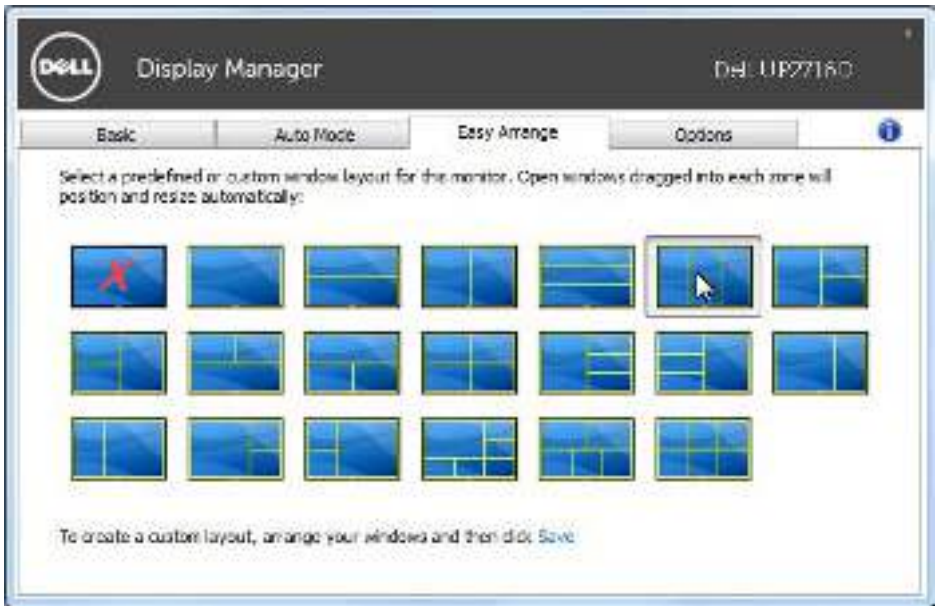 DELL
Display Manager
Dell UP2716D
Basic
Auto Mode
Easy Arrange
Options
Select a predefined or custom window layout for the monitor. Open windows dragged into each zone will
position and resize automatically:
To create a custom layout, arrange your windows and then click Save